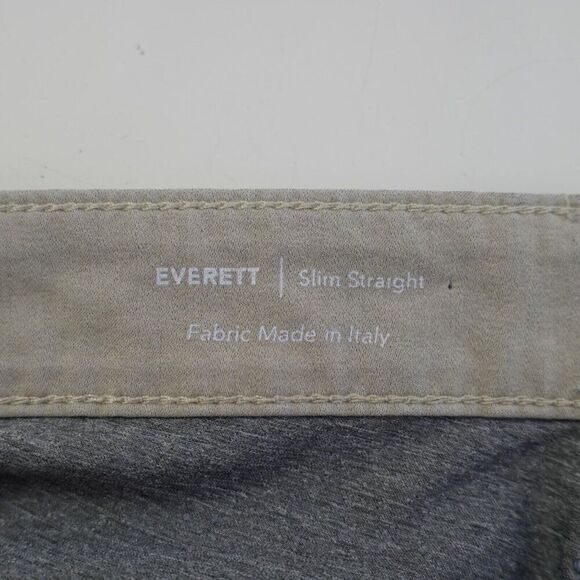 EVERETT | Slim Straight
Fabric Made in Italy